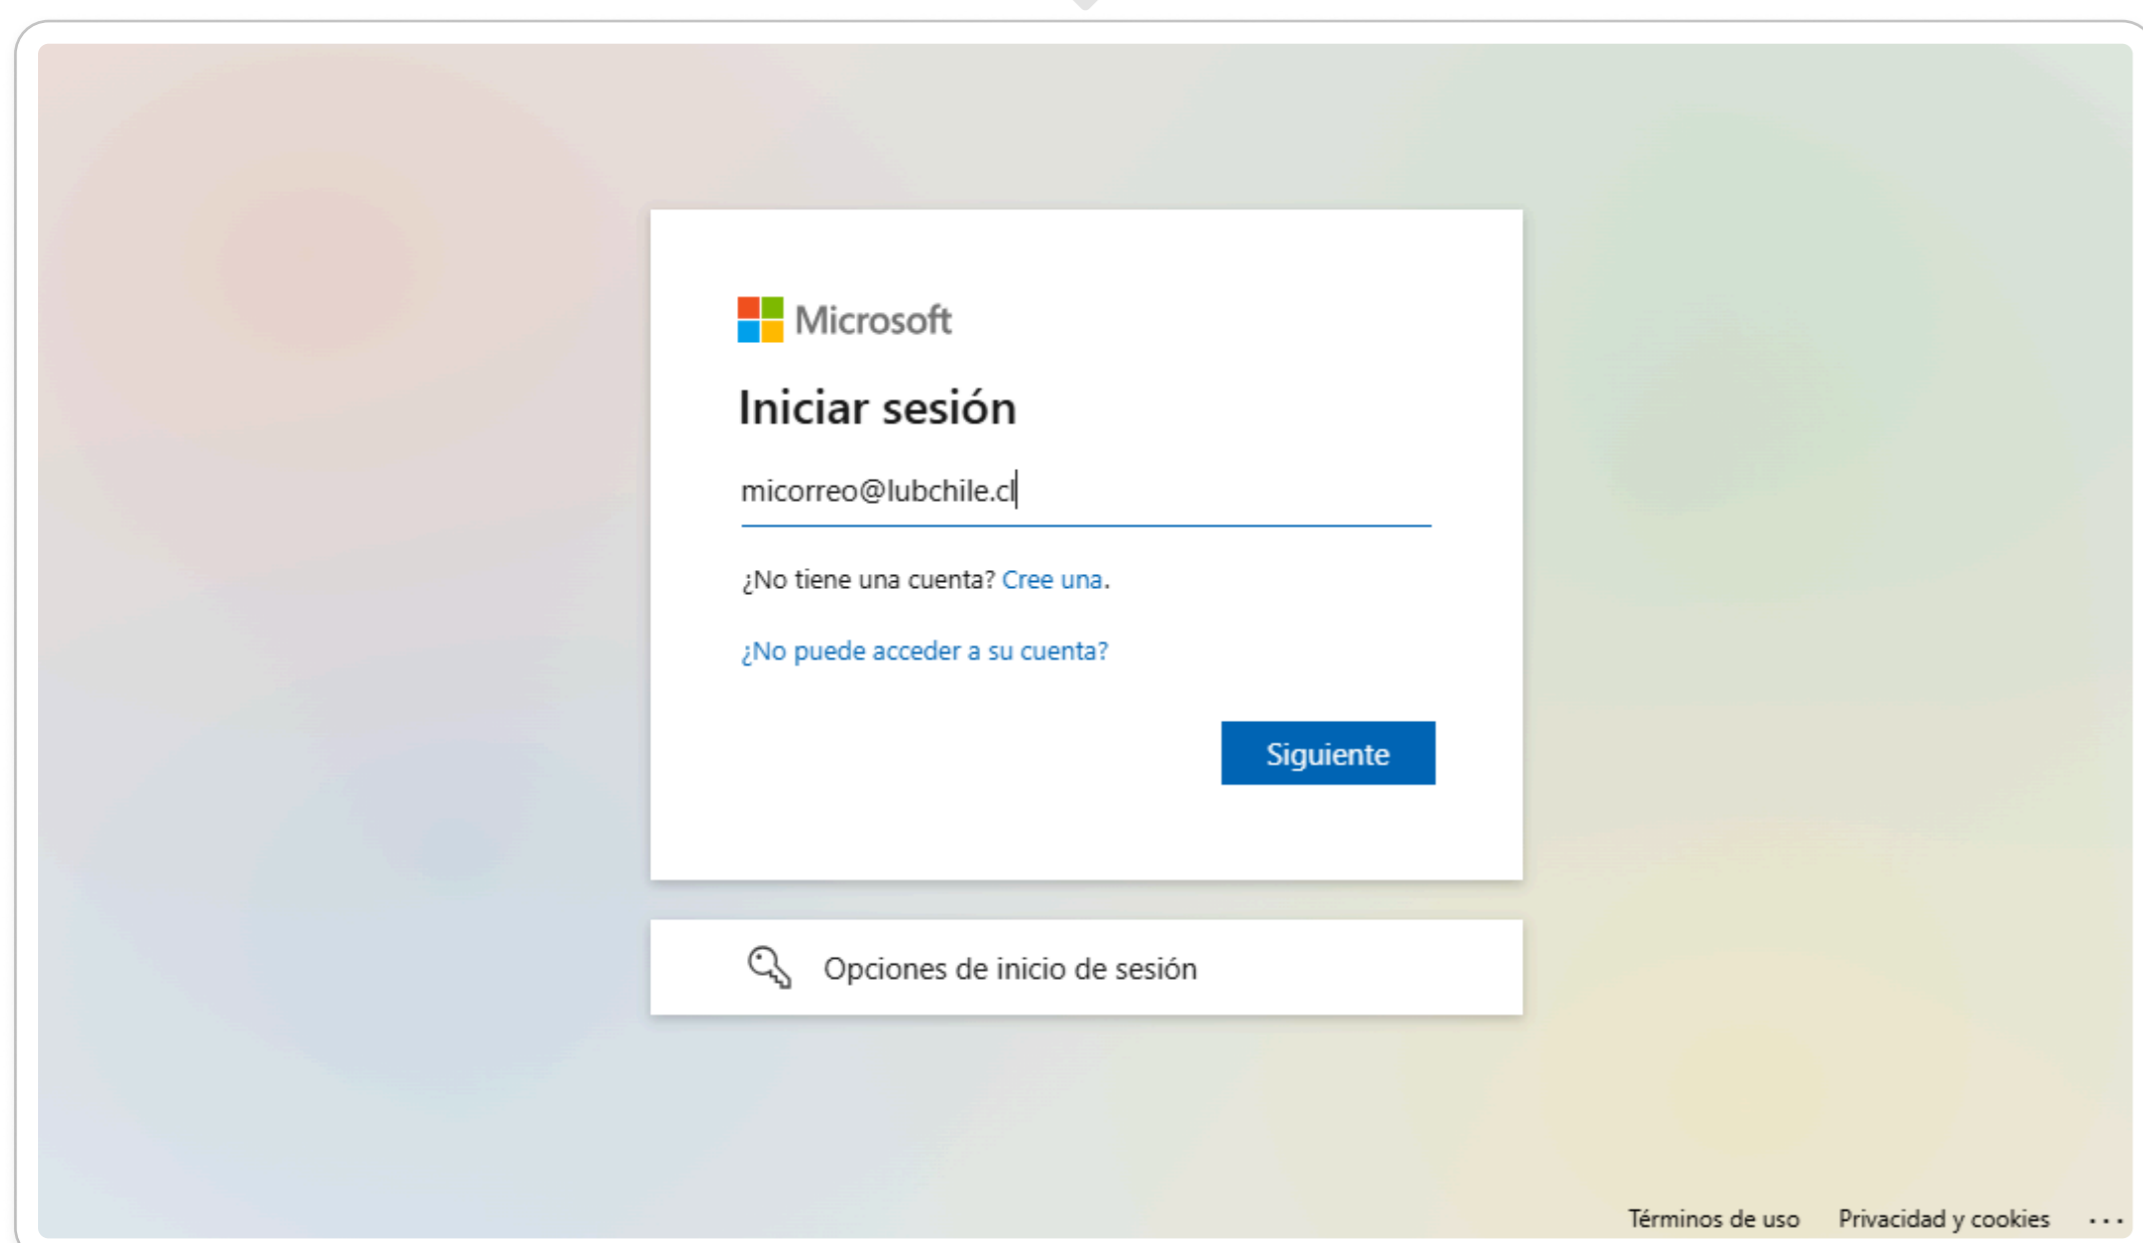 Microsoft
Iniciar sesión
micorreo@lubchile.cl
¿No tiene una cuenta? Cree una.
¿No puede acceder a su cuenta?
Siguiente
Opciones de inicio de sesión
Términos de uso Privacidad y cookies ...